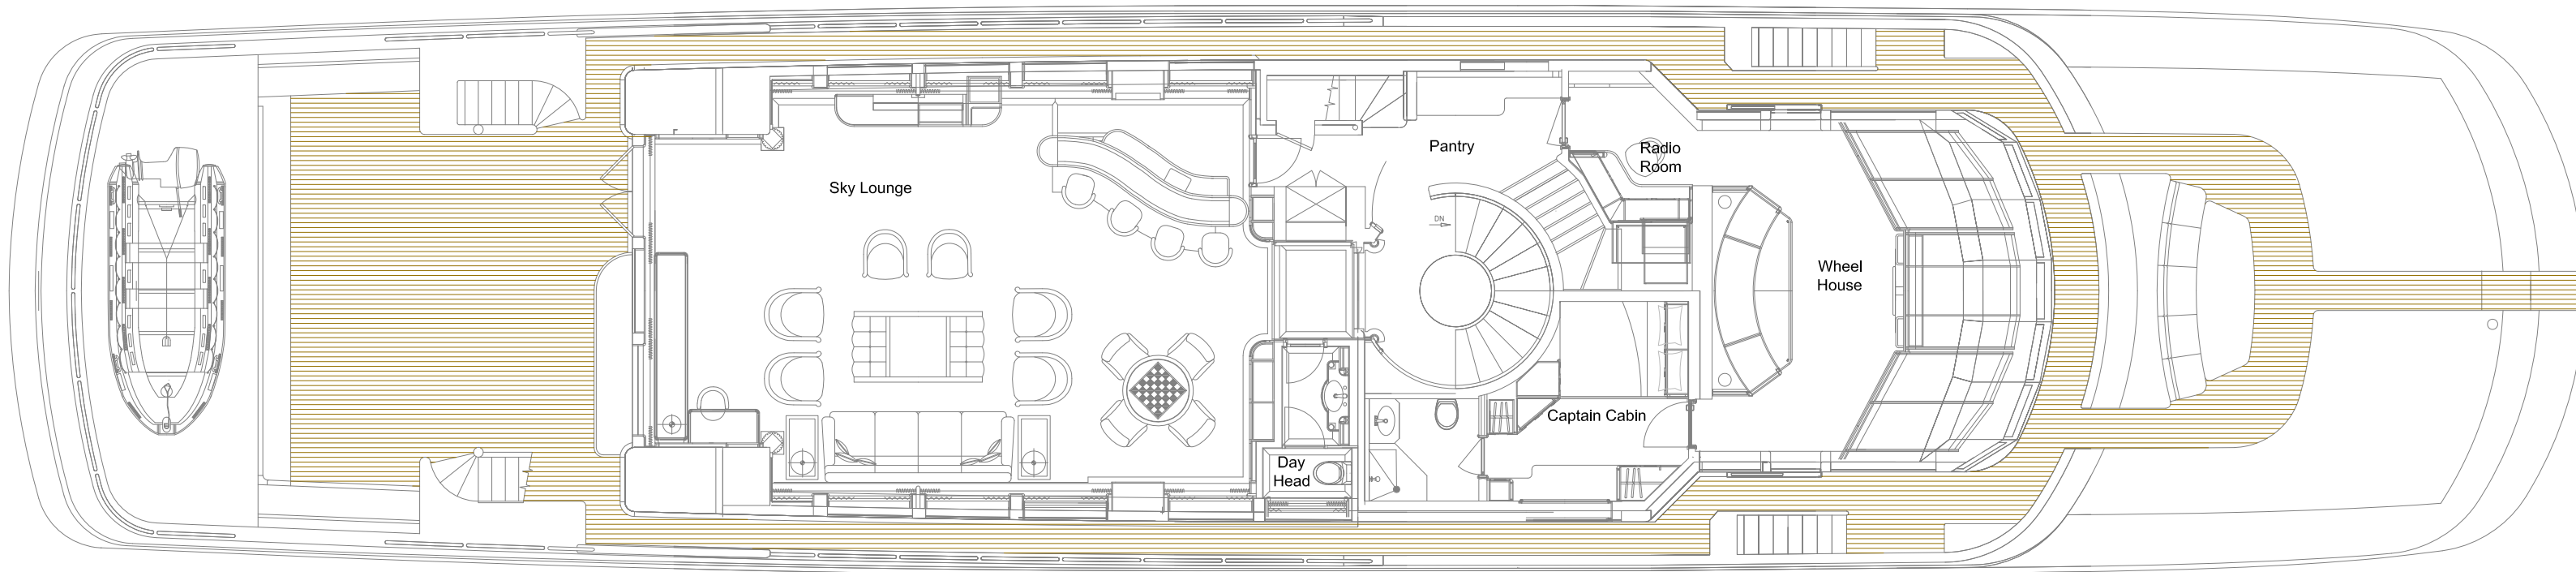 Sky Lounge
Pantry
Radio
Room
DN
Wheel
House
Captain Cabin
Day
Head